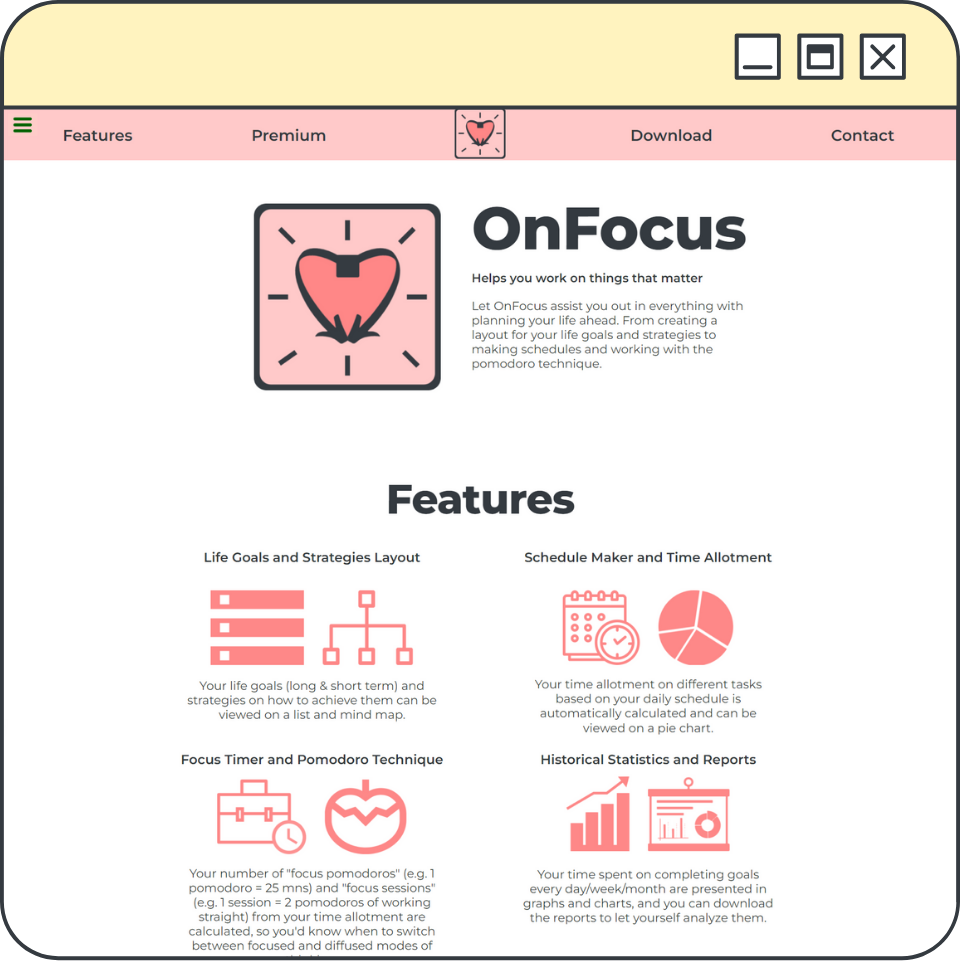 Features
Premium
Download
Contact
OnFocus
Helps you work on things that matter
Let OnFocus assist you out in everything with
planning your life ahead. From creating a
layout for your life goals and strategies to
making schedules and working with the
pomodoro technique.
Features
Life Goals and Strategies Layout
Your life goals (long & short term) and
strategies on how to achieve them can be
viewed on a list and mind map.
Schedule Maker and Time Allotment
Your time allotment on different tasks
based on your daily schedule is
automatically calculated and can be
viewed on a pie chart.
Focus Timer and Pomodoro Technique
Your number of "focus pomodoros" (e.g. 1
pomodoro = 25 mns) and "focus sessions"
(e.g. 1 session = 2 pomodoros of working
straight) from your time allotment are
calculated, so you'd know when to switch
between focused and diffused modes of
Historical Statistics and Reports
Your time spent on completing goals
every day/week/month are presented in
graphs and charts, and you can download
the reports to let yourself analyze them.